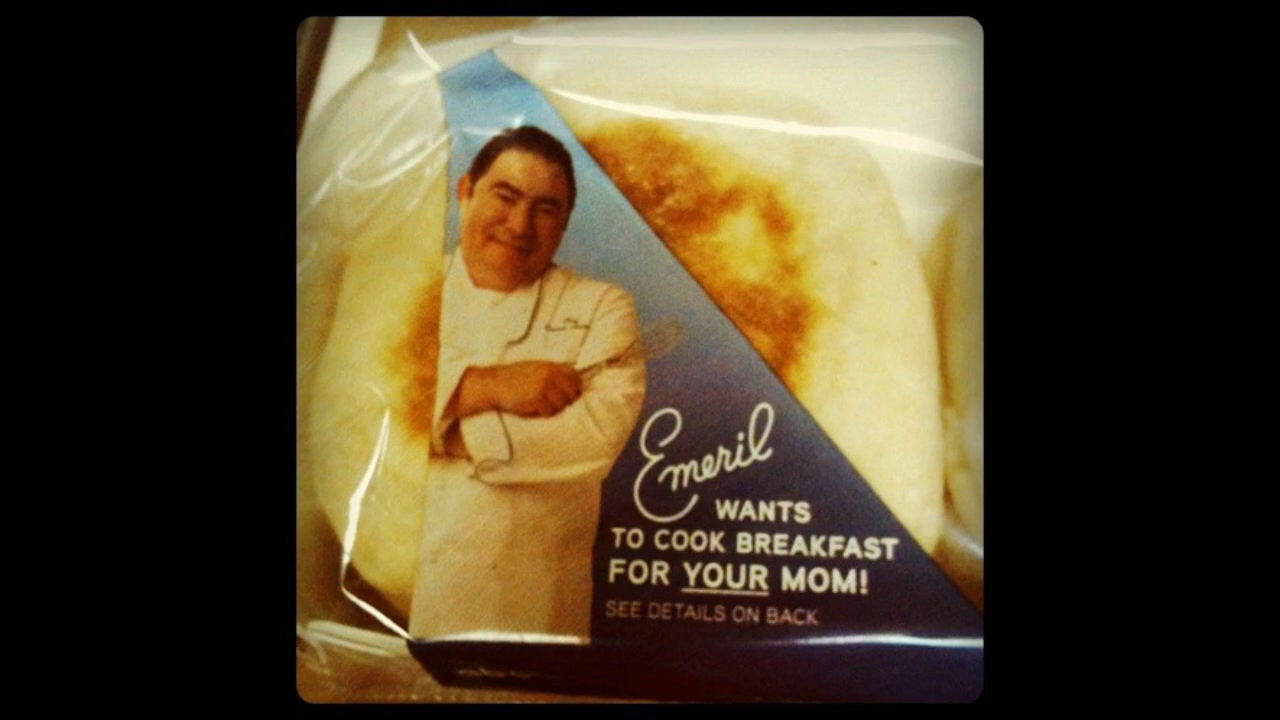 Emeril
WANTS
TO COOK BREAKFAST
FOR YOUR MOM!
SEE DETAILS ON BACK